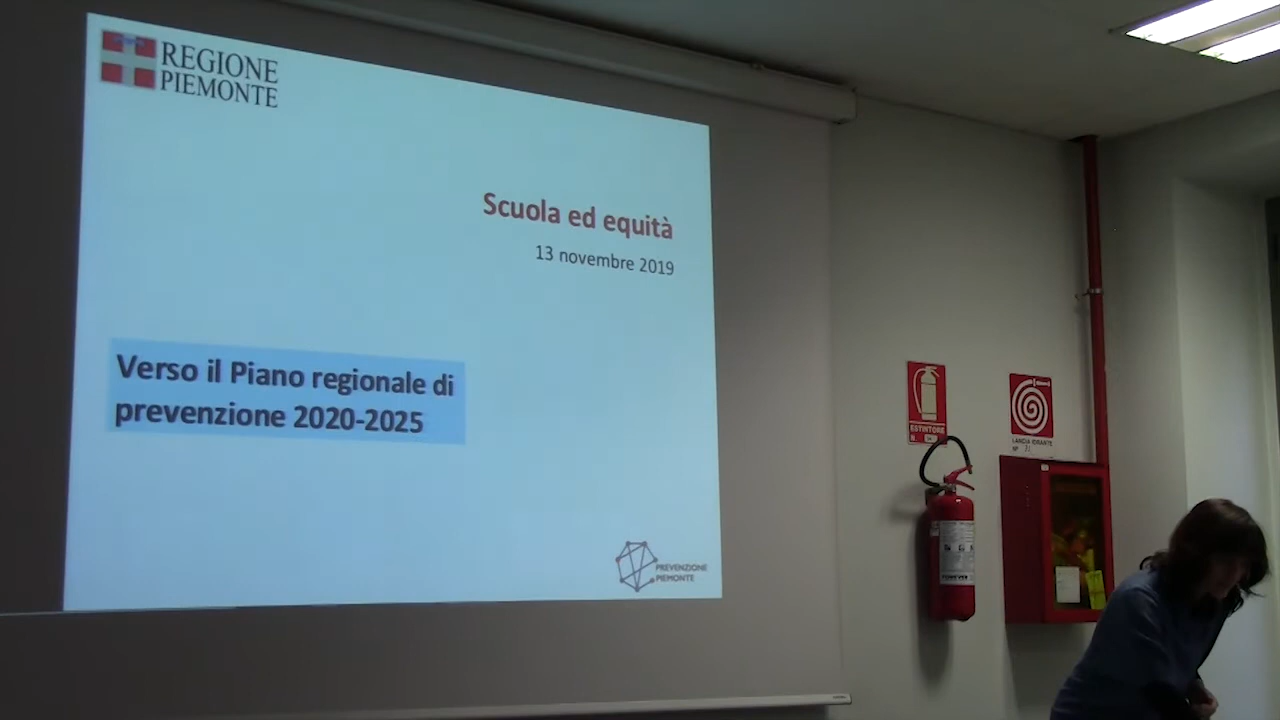 REGIONE
PIEMONTE
Scuola ed equità
13 novembre 2019
Verso il Piano regionale di
prevenzione 2020-2025
PREVENZIONE
PIEMONTE
ESTINTORE
LANCIA IDRANTE